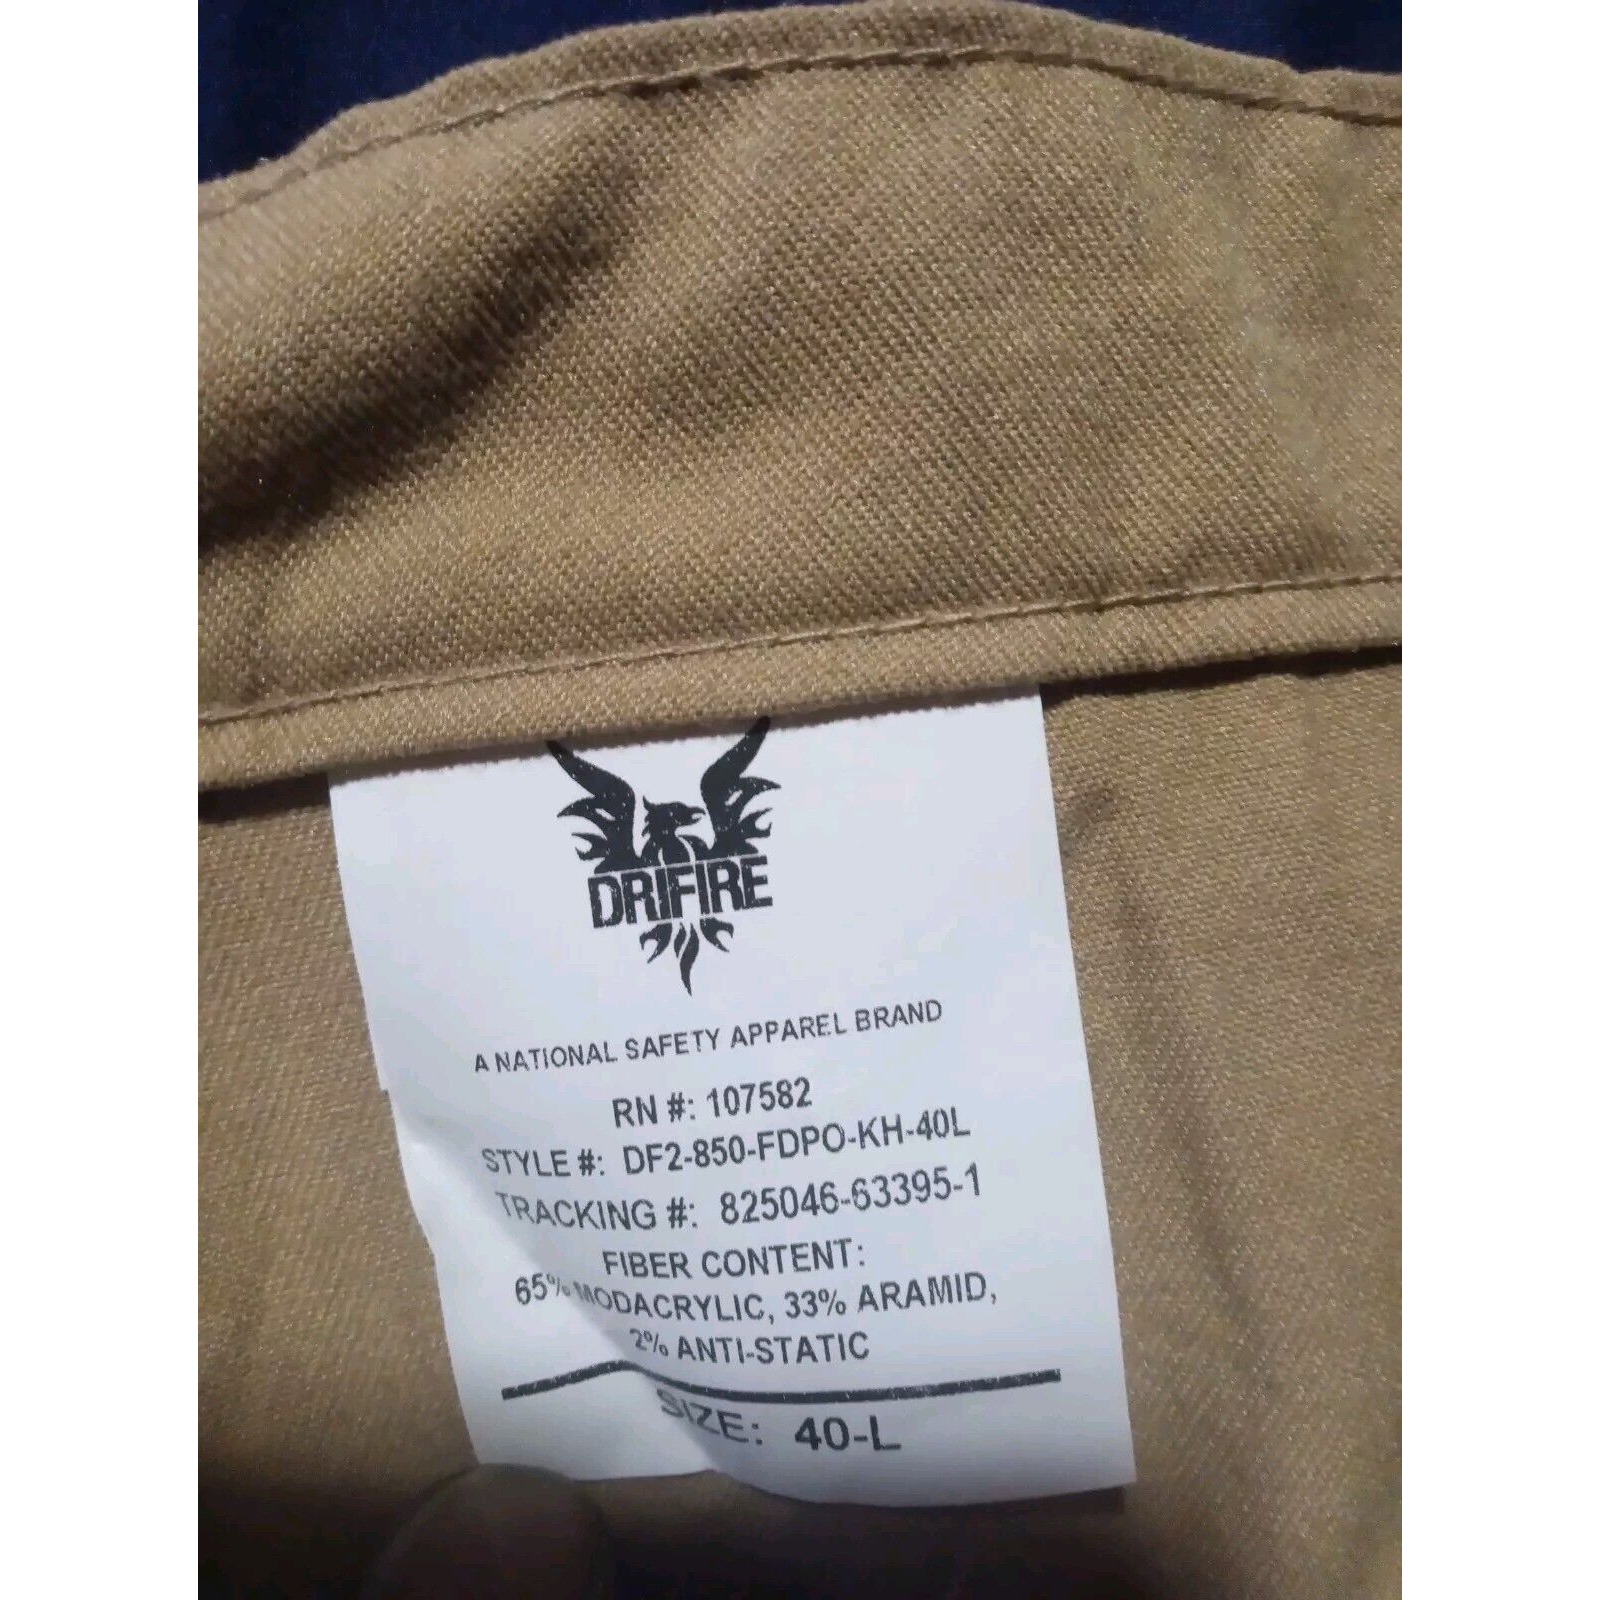 DRIFIRE
A NATIONAL SAFETY APPAREL BRAND
RN #: 107582
STYLE #: DF2-850-FDPO-KH-40L
TRACKING #: 825046-63395-1
FIBER CONTENT:
65% MODACRYLIC, 33% ARAMID,
2% ANTI-STATIC
SIZE: 40-L